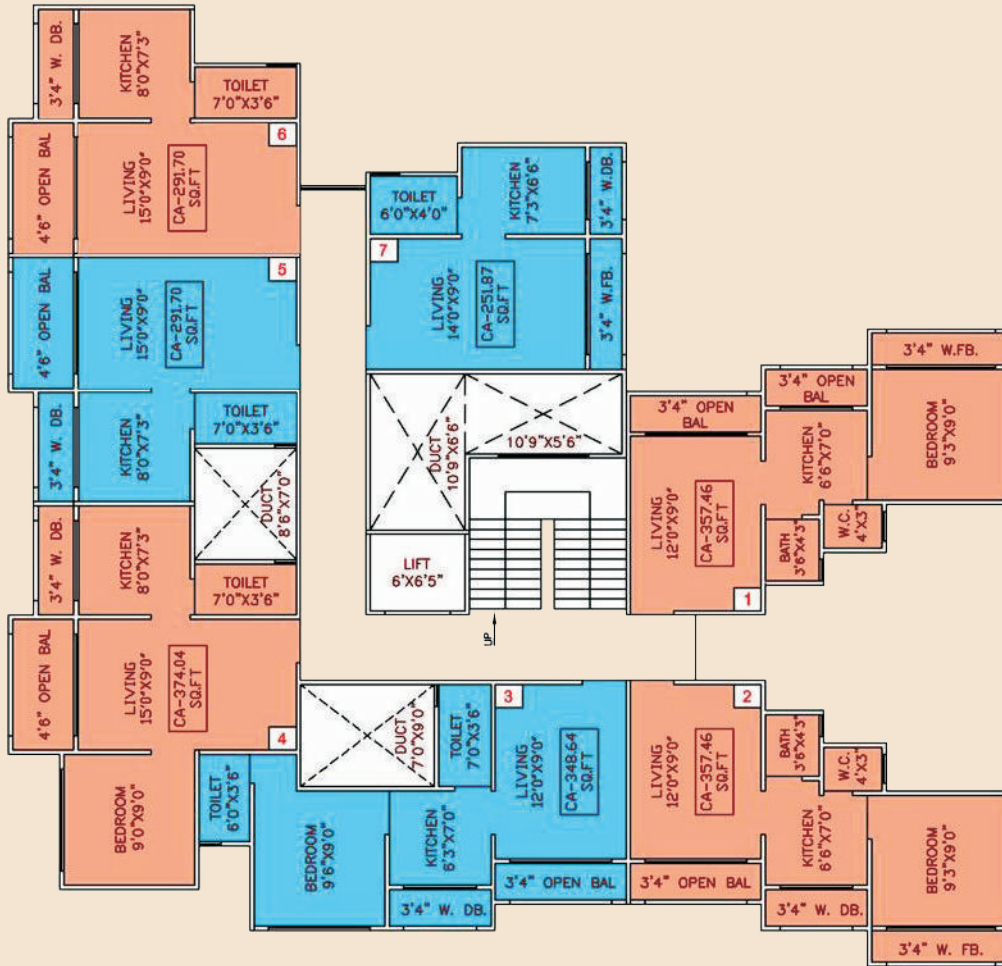 3'4" W. DB.
KITCHEN
8'0"X7'3"
TOILET
7'0"X3'6"
6
4'6" OPEN BAL
LIVING
15'0"X9'0"
CA-291.70
SQ.FT
5
4'6" OPEN BAL
LIVING
15'0"X9'0"
CA-291.70
SQ.FT
3'4" W. DB.
KITCHEN
8'0"X7'3"
TOILET
7'0"X3'6"
DUCT
8'6"X7'0"
3'4" W. DB.
KITCHEN
8'0"X7'3"
TOILET
7'0"X3'6"
4'6" OPEN BAL
LIVING
15'0"X9'0"
CA-374.04
SQ.FT
4
BEDROOM
9'0"X9'0"
TOILET
6'0"X3'6"
TOILET
6'0"X4'0"
KITCHEN
7'3"X6'6"
3'4" W.DB.
7
LIVING
14'0"X9'0"
CA-251.87
SQ.FT
3'4" W.FB.
DUCT
10'9"X6'6"
10'9"X5'6"
LIFT
6'X6'5"
UP
3'4" W.FB.
3'4" OPEN
BAL
3'4" OPEN
BAL
BEDROOM
9'3"X9'0"
KITCHEN
6'6"X7'0"
LIVING
12'0"X9'0"
CA-357.46
SQ.FT
BATH
3'6"X4'3"
W.C.
4'X3'
1
DUCT
7'0"X9'0"
TOILET
7'0"X3'6"
3
LIVING
12'0"X9'0"
CA-348.64
SQ.FT
BEDROOM
9'6"X9'0"
KITCHEN
6'3"X7'0"
3'4" OPEN BAL
3'4" W. DB.
2
LIVING
12'0"X9'0"
CA-357.46
SQ.FT
BATH
3'6"X4'3"
W.C.
4'X3'
KITCHEN
6'6"X7'0"
BEDROOM
9'3"X9'0"
3'4" OPEN BAL
3'4" W. DB.
3'4" W. FB.